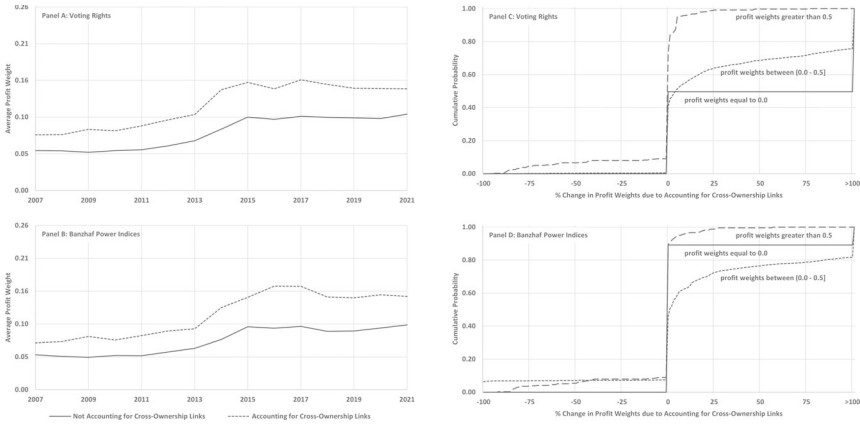 Panel A: Voting Rights
0.26
0.21
0.16
0.10
0.05
0.00
Average Profit Weight
2007 2009 2011 2013 2015 2017 2019 2021
Panel C: Voting Rights
1.00
0.80
0.60
0.40
0.20
0.00
Cumulative Probability
profit weights greater than 0.5
profit weights between (0.0 - 0.5]
profit weights equal to 0.0
-100 -75 -50 -25 0 25 50 75 >100
% Change in Profit Weights due to Accounting for Cross-Ownership Links
Panel B: Banzhaf Power Indices
0.26
0.21
0.16
0.10
0.05
0.00
Average Profit Weight
2007 2009 2011 2013 2015 2017 2019 2021
Not Accounting for Cross-Ownership Links
Accounting for Cross-Ownership Links
Panel D: Banzhaf Power Indices
1.00
0.80
0.60
0.40
0.20
0.00
Cumulative Probability
profit weights greater than 0.5
profit weights equal to 0.0
profit weights between (0.0 - 0.5]
-100 -75 -50 -25 0 25 50 75 >100
% Change in Profit Weights due to Accounting for Cross-Ownership Links